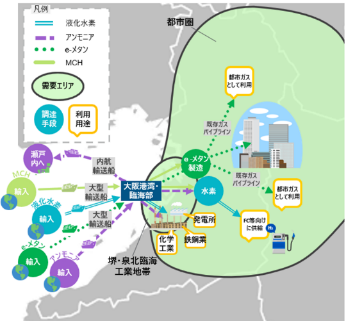 凡例
液化水素
アンモニア
e-メタン
MCH
需要エリア
調達
手段
利用
用途
都市圏
都市ガス
として利用
既存ガス
パイプライン
瀬戸
内へ
内航
輸送船
e-メタン
製造
MCH
輸入
大型
輸送船
大阪港湾・
臨海部
水素
既存ガス
パイプライン
都市ガス
として利用
液化水素
輸入
大型
輸送船
発電所
FC等向け
に供給
e-メタン
輸入
アンモニア
輸入
化学
工業
鉄鋼業
堺・泉北臨海
工業地帯